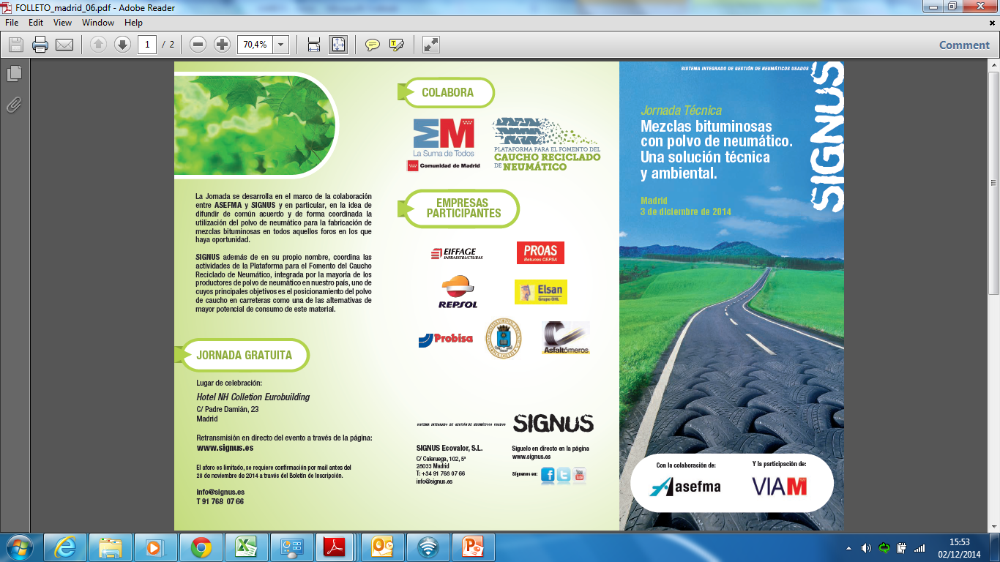 FOLLETO_madrid_06.pdf - Adobe Reader
File Edit View Window Help
1 / 2 70,4% Comment
La Jornada se desarrolla en el marco de la colaboración
entre ASEFMA y SIGNUS y en particular, en la idea de
difundir de común acuerdo y de forma coordinada la
utilización del polvo de neumático para la fabricación de
mezclas bituminosas en todos aquellos foros en los que
haya oportunidad.
SIGNUS además de en su propio nombre, coordina las
actividades de la Plataforma para el Fomento del Caucho
Reciclado de Neumático, integrada por la mayoría de los
productores de polvo de neumático en nuestro país, uno de
cuyos principales objetivos es el posicionamiento del polvo
de caucho en carreteras como una de las alternativas de
mayor potencial de consumo de este material.
JORNADA GRATUITA
Lugar de celebración:
Hotel NH Colletion Eurobuilding
C/ Padre Damián, 23
Madrid
Retransmisión en directo del evento a través de la página:
www.signus.es
El aforo es limitado, se requiere confirmación por mail antes del
28 de noviembre de 2014 a través del Boletín de Inscripción.
info@signus.es
T 91 768 07 66
COLABORA
EM
La Suma de Todos
Comunidad de Madrid
PLATAFORMA PARA EL FOMENTO DEL
CAUCHO RECICLADO
DE NEUMÁTICO
EMPRESAS
PARTICIPANTES
EIFFAGE
INFRAESTRUCTURAS
PROAS
Betunes CEPSA
REPSOL
Elsan
Grupo OHL
Probisa
Asfaltómeros
SISTEMA INTEGRADO DE GESTIÓN DE NEUMÁTICOS USADOS
SIGNUS
SIGNUS Ecovalor, S.L.
C/ Caleruega, 102, 5ª
28033 Madrid
T: +34 91 768 07 66
info@signus.es
Síguelo en directo en la página
www.signus.es
Síguenos en:
You
Tube
SISTEMA INTEGRADO DE GESTIÓN DE NEUMÁTICOS USADOS
SIGNUS
Jornada Técnica
Mezclas bituminosas
con polvo de neumático.
Una solución técnica
y ambiental.
Madrid
3 de diciembre de 2014
Con la colaboración de:
asefma
Y la participación de:
VIAM
15:53
02/12/2014